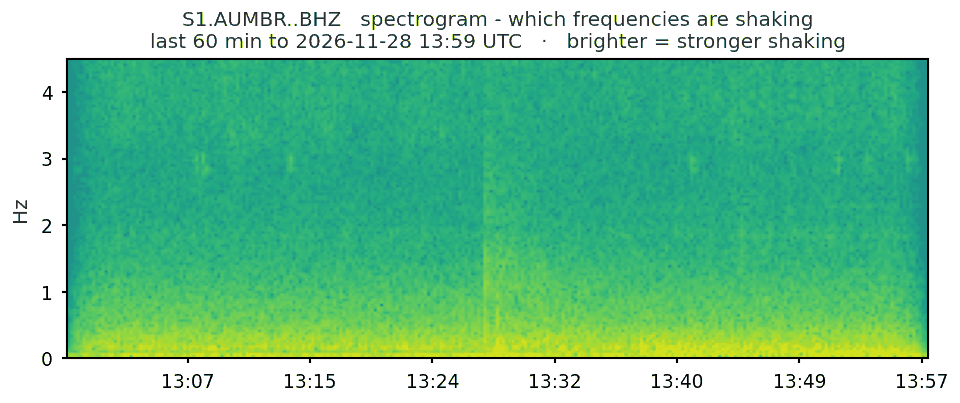 S1.AUMBR..BHZ   spectrogram - which frequencies are shaking
last 60 min to 2026-11-28 13:59 UTC   ·   brighter = stronger shaking
4
3
Hz
2
1
0
13:07 13:15 13:24 13:32 13:40 13:49 13:57